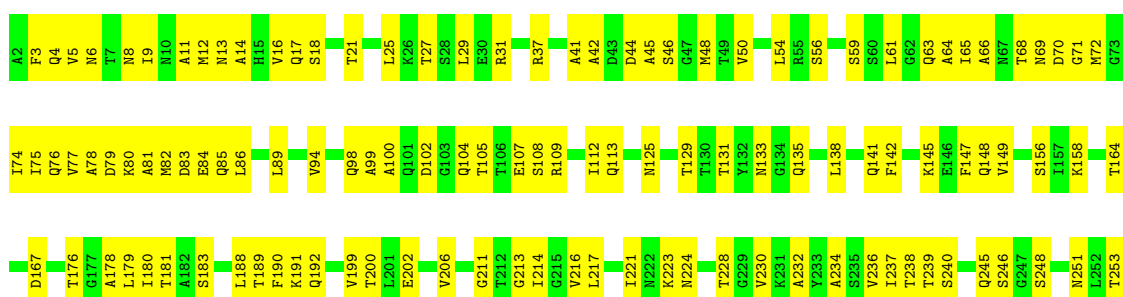 A2 F3 Q4 V5 N6 T7 N8 I9 N10 A11 M12 N13 A14 H15 V16 Q17 S18 T21 L25 K26 T27 S28 L29 E30 R31 R37 A41 A42 D43 D44 A45 S46 G47 M48 T49 V50 L54 R55 S56 S59 S60 L61 G62 Q63 A64 I65 A66 N67 T68 N69 D70 G71 M72 G73
I74 I75 Q76 V77 A78 D79 K80 A81 M82 D83 E84 Q85 L86 L89 V94 Q98 A99 A100 Q101 D102 G103 Q104 T105 T106 E107 S108 R109 I112 Q113 N125 T129 T130 T131 Y132 N133 G134 Q135 L138 Q141 F142 K145 E146 F147 Q148 V149 S156 I157 K158 T164
D167 T176 G177 A178 L179 I180 T181 A182 S183 L188 T189 F190 K191 Q192 V199 T200 L201 E202 V206 G211 T212 G213 I214 G215 V216 L217 I221 N222 K223 N224 T228 G229 V230 K231 A232 Y233 A234 S235 V236 I237 T238 T239 S240 Q245 S246 G247 S248 N251 L252 T253